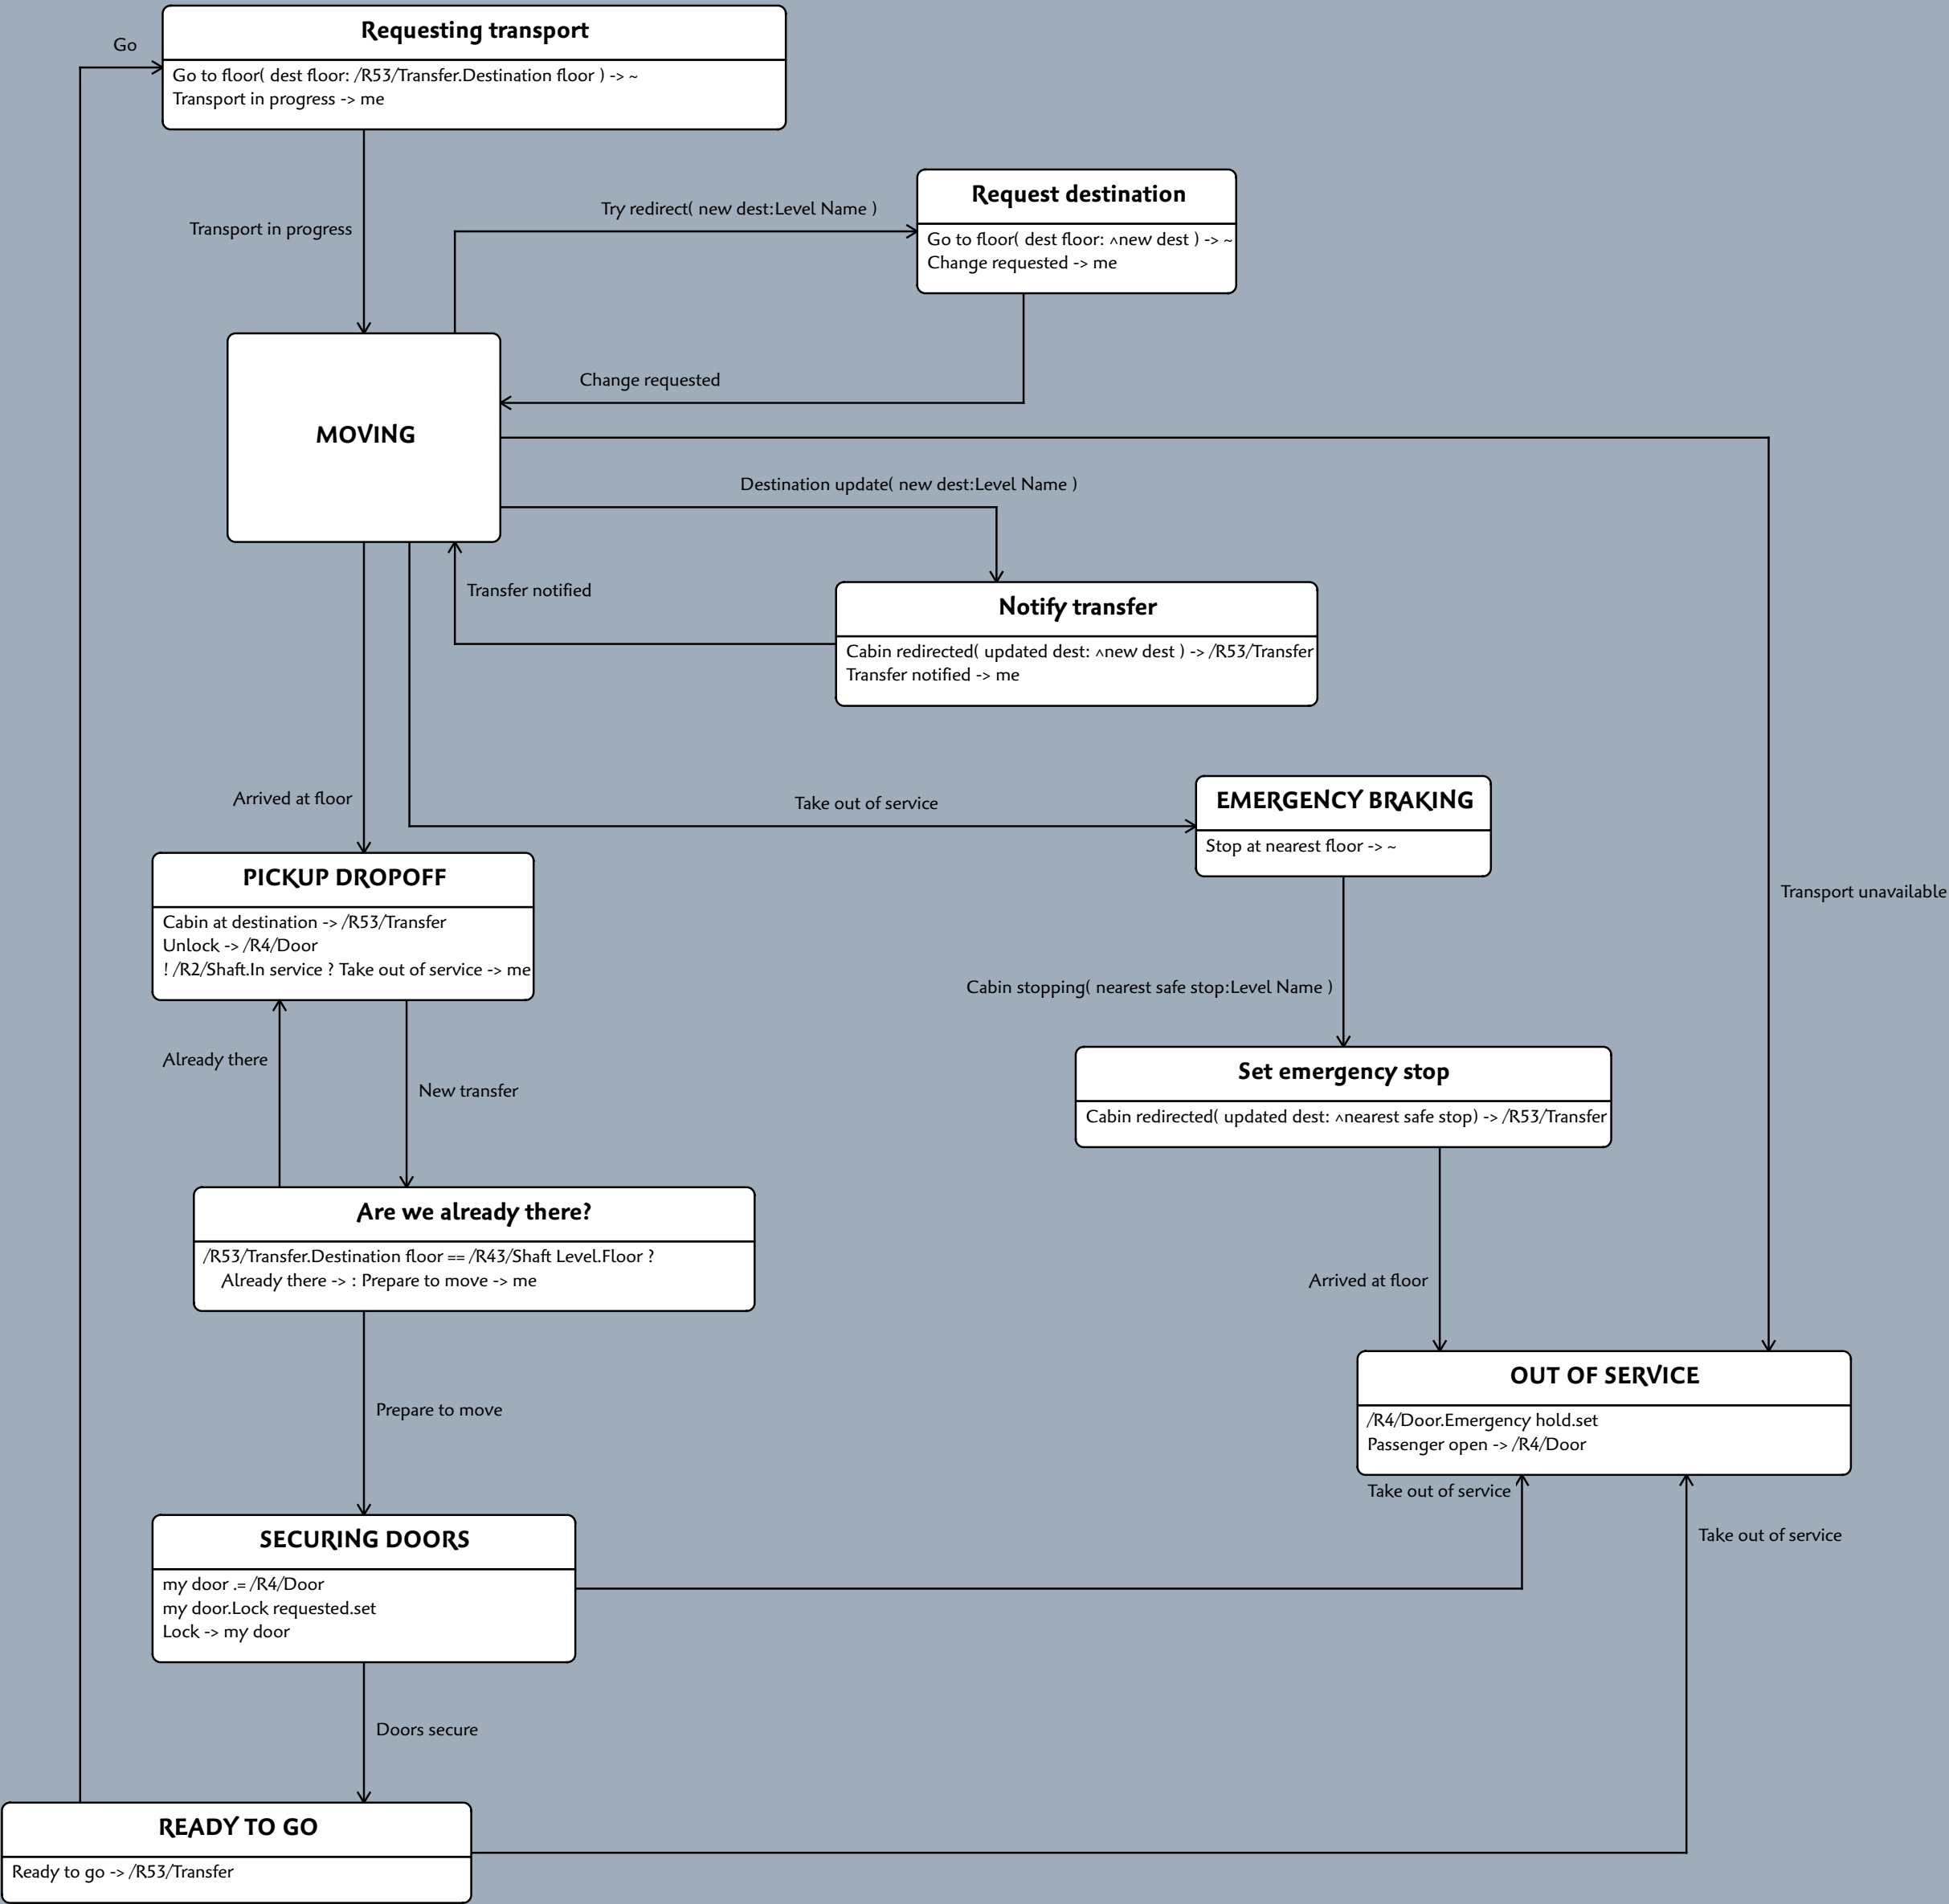 Go
Requesting transport
Go to floor( dest floor: /R53/Transfer.Destination floor ) -> ~
Transport in progress -> me
Transport in progress
Try redirect( new dest:Level Name )
Request destination
Go to floor( dest floor: ^new dest ) -> ~
Change requested -> me
Change requested
MOVING
Destination update( new dest:Level Name )
Transfer notified
Notify transfer
Cabin redirected( updated dest: ^new dest ) -> /R53/Transfer
Transfer notified -> me
Arrived at floor
Take out of service
EMERGENCY BRAKING
Stop at nearest floor -> ~
Transport unavailable
PICKUP DROPOFF
Cabin at destination -> /R53/Transfer
Unlock -> /R4/Door
! /R2/Shaft.In service ? Take out of service -> me
Cabin stopping( nearest safe stop:Level Name )
Already there
New transfer
Set emergency stop
Cabin redirected( updated dest: ^nearest safe stop) -> /R53/Transfer
Are we already there?
/R53/Transfer.Destination floor == /R43/Shaft Level.Floor ?
Already there -> : Prepare to move -> me
Arrived at floor
Prepare to move
OUT OF SERVICE
/R4/Door.Emergency hold.set
Passenger open -> /R4/Door
Take out of service
Take out of service
SECURING DOORS
my door .= /R4/Door
my door.Lock requested.set
Lock -> my door
Doors secure
READY TO GO
Ready to go -> /R53/Transfer